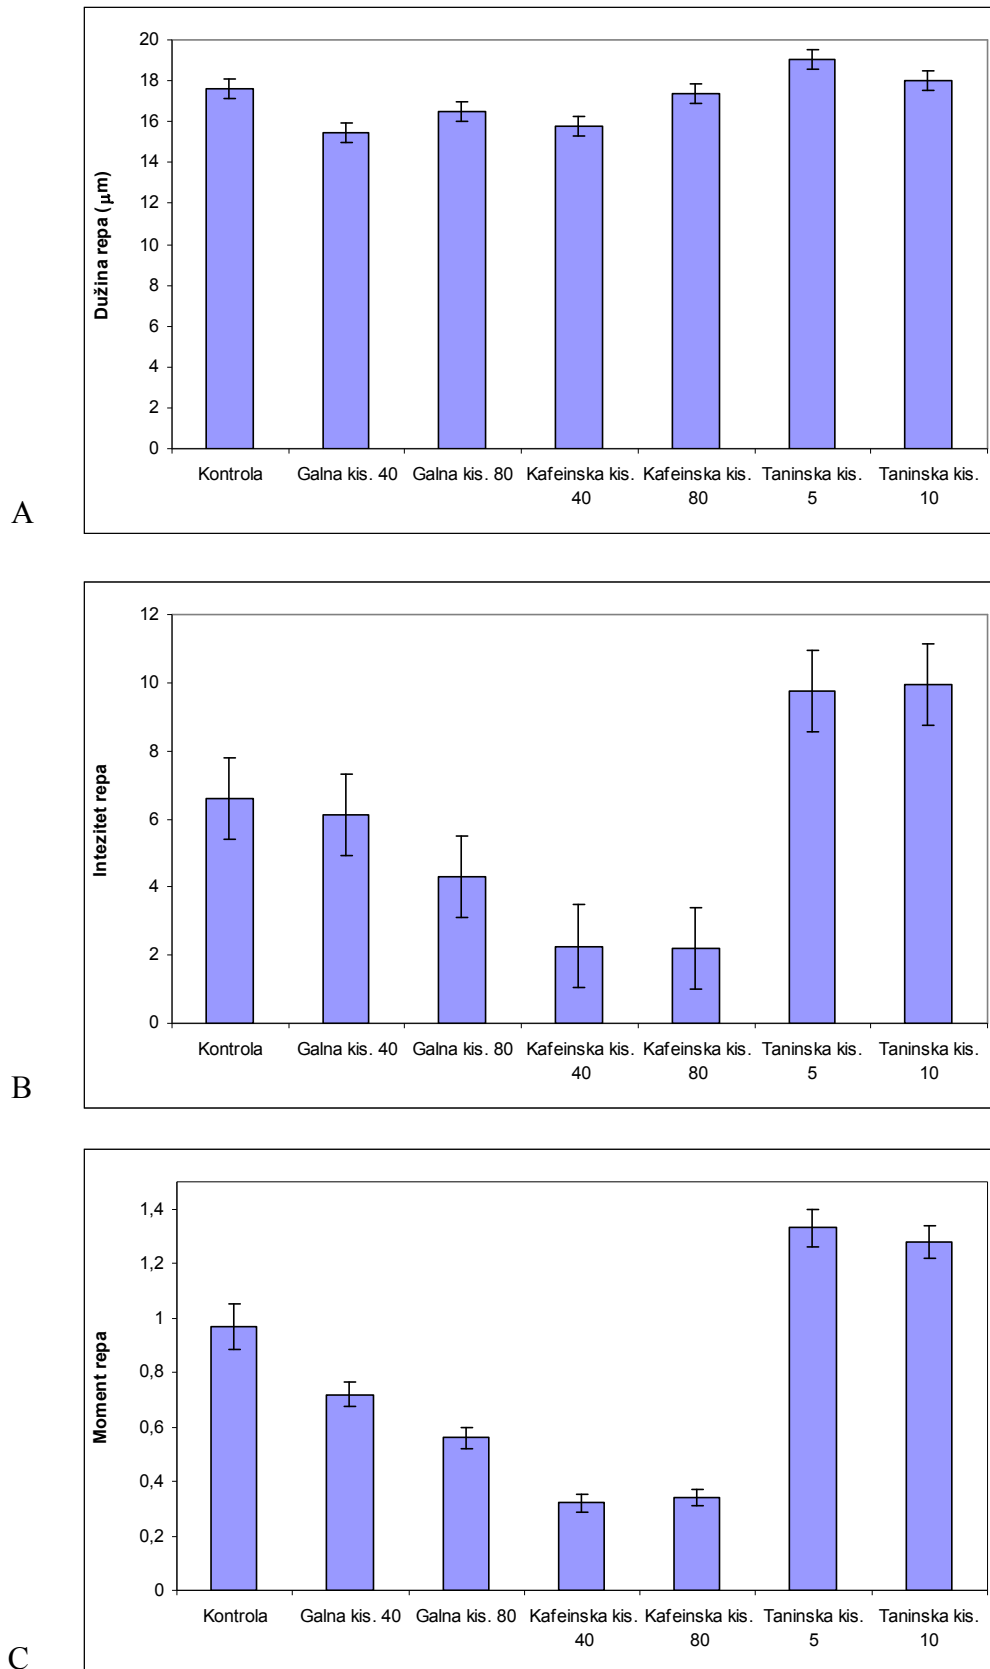 20
18
16
14
12
10
8
6
4
2
0
Dužina repa (μm)
Kontrola Galna kis. 40 Galna kis. 80 Kafeinska kis. Kafeinska kis. Taninska kis. Taninska kis.
40 80 5 10
A
12
10
8
6
4
2
0
Intezitet repa
Kontrola Galna kis. 40 Galna kis. 80 Kafeinska kis. Kafeinska kis. Taninska kis. Taninska kis.
40 80 5 10
B
1,4
1,2
1
0,8
0,6
0,4
0,2
0
Moment repa
Kontrola Galna kis. 40 Galna kis. 80 Kafeinska kis. Kafeinska kis. Taninska kis. Taninska kis.
40 80 5 10
C